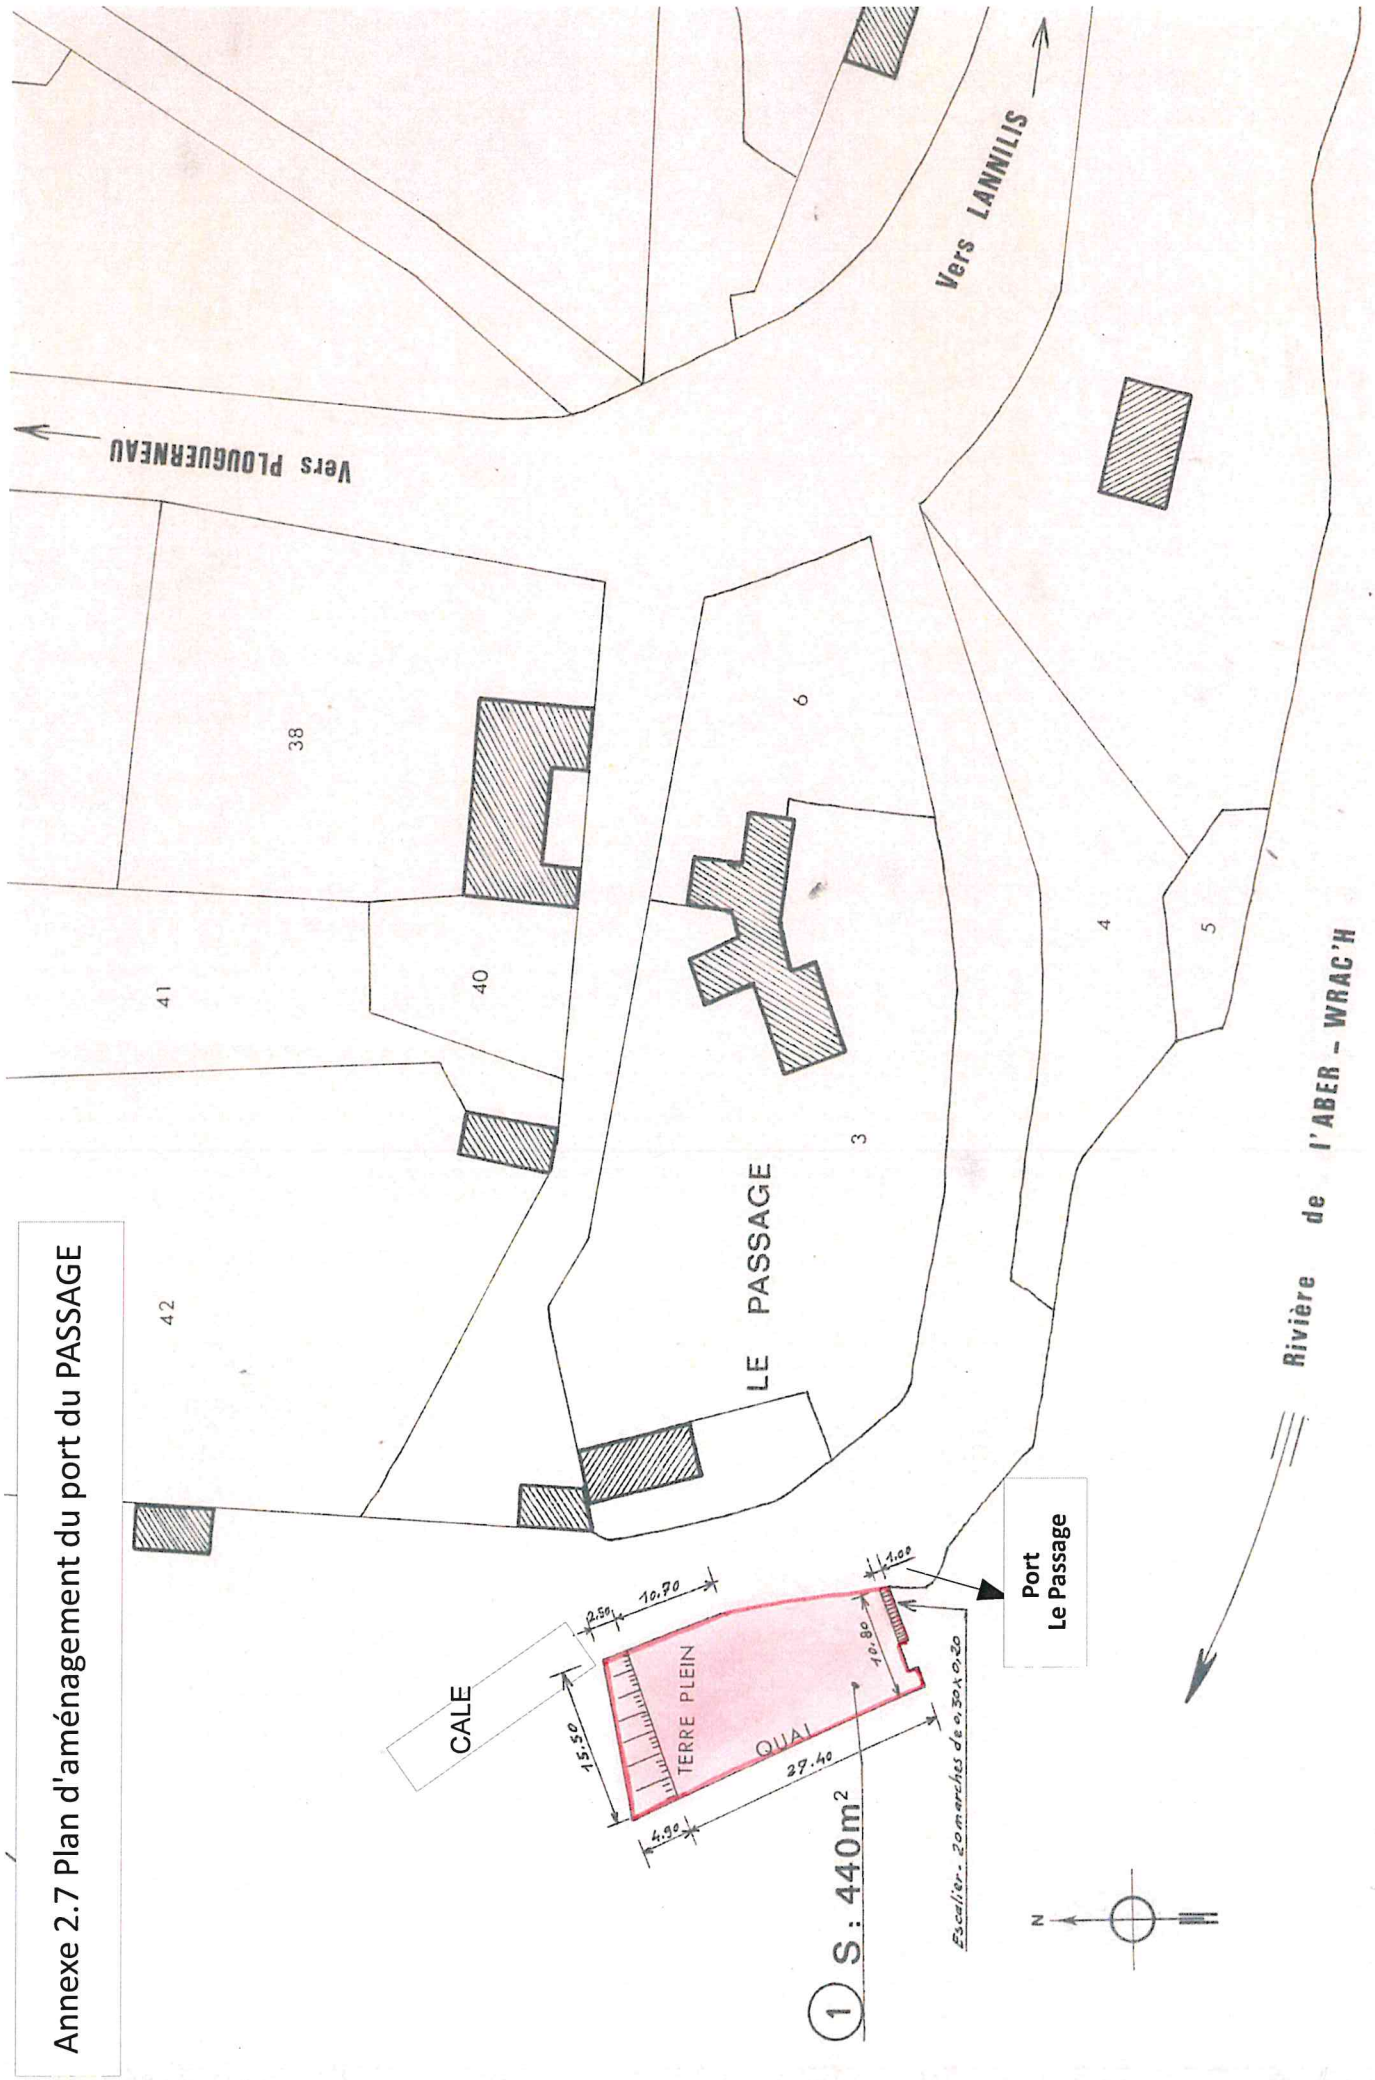 Annexe 2.7 Plan d'aménagement du port du PASSAGE
Vers PLOUGUERNEAU
Vers LANNILIS
38
41
40
42
6
3
4
5
LE PASSAGE
CALE
15.50
2.50
10.70
4.90
TERRE PLEIN
QUAI
27.40
10.80
1.00
1 S : 440m²
Escalier - 20 marches de 0,30 x 0,20
Port
Le Passage
Rivière de l'ABER - WRAC'H
N